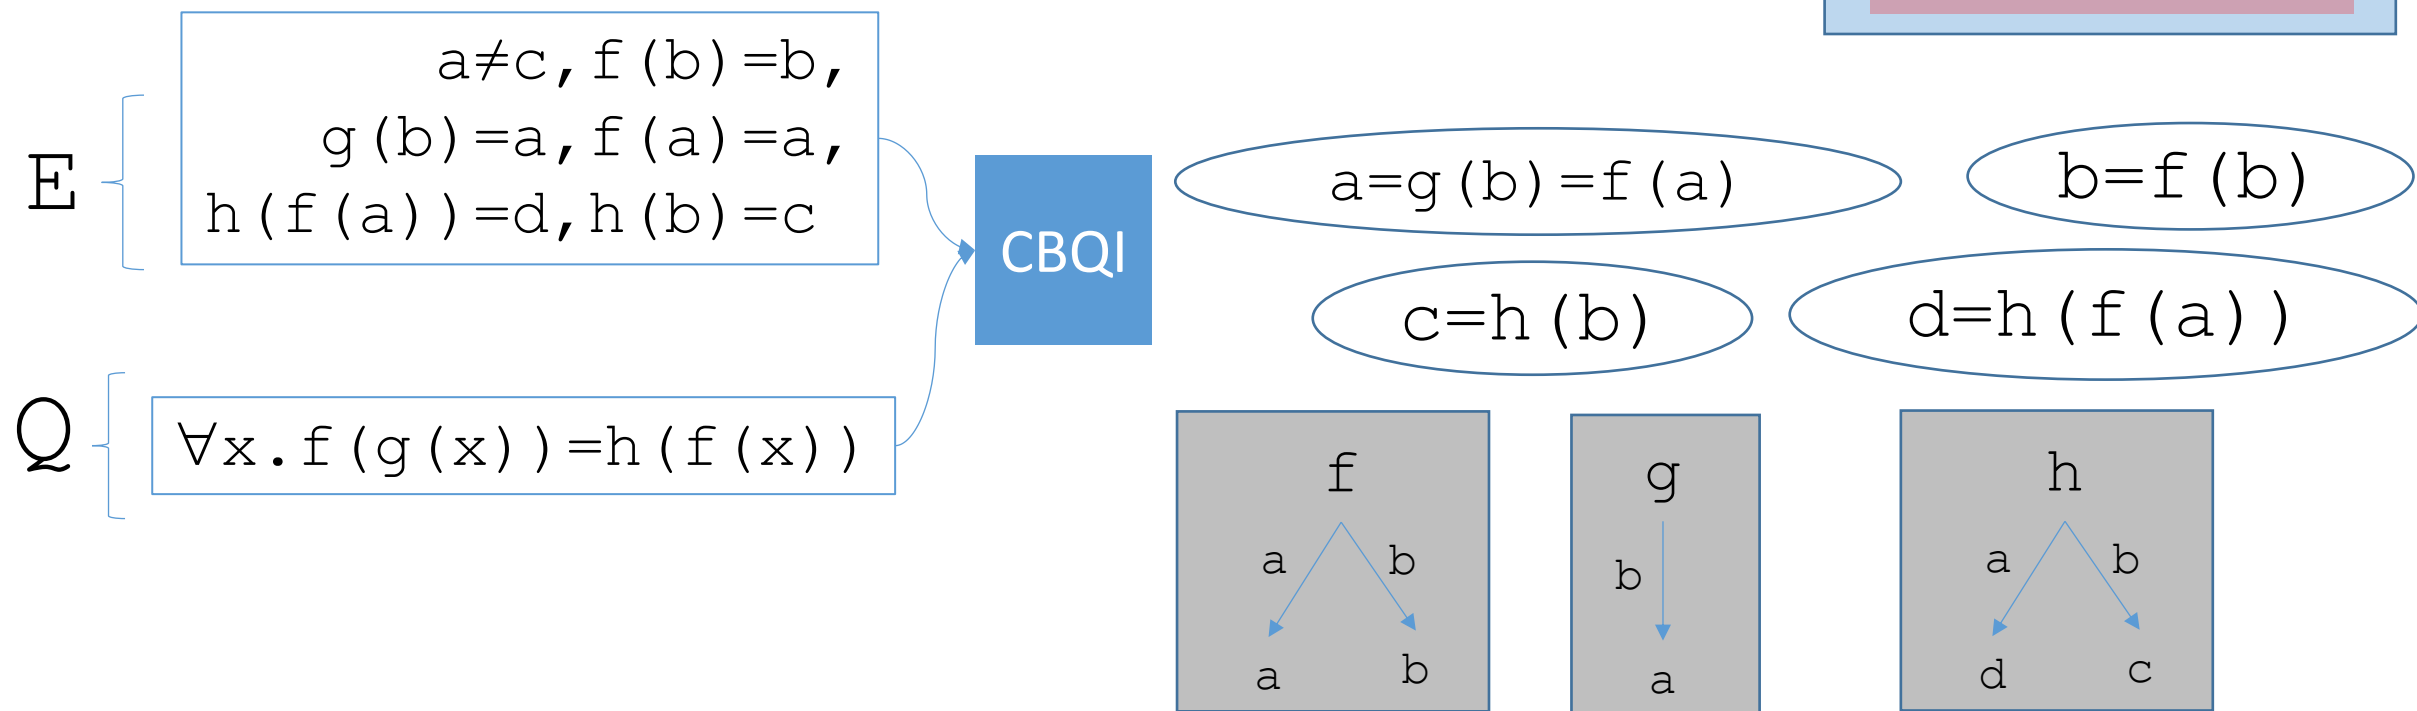 E
a≠c,f(b)=b,
g(b)=a,f(a)=a,
h(f(a))=d,h(b)=c
Q
∀x.f(g(x))=h(f(x))
CBQI
a=g(b)=f(a)
b=f(b)
c=h(b)
d=h(f(a))
f
a b
a b
g
b
a
h
a b
d c